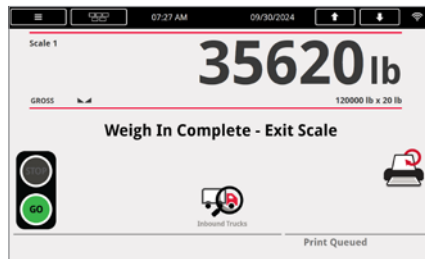 07:27 AM 09/30/2024
Scale 1
35620 lb
GROSS 120000 lb x 20 lb
Weigh In Complete - Exit Scale
STOP
GO
Inbound Trucks
Print Queued